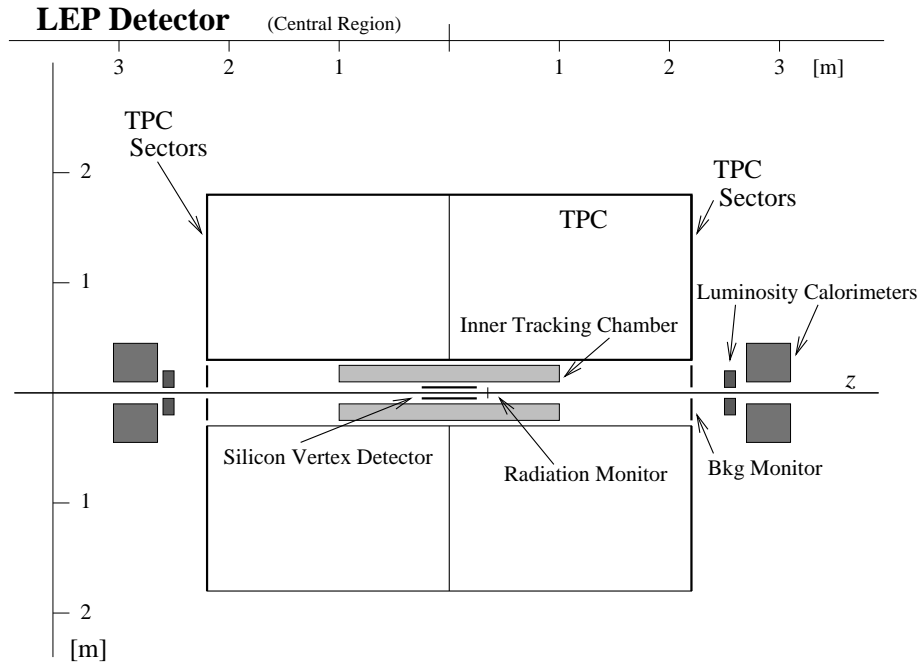 LEP Detector (Central Region)
3 2 1 1 2 3 [m]
TPC
Sectors
2
TPC
Sectors
TPC
1
Luminosity Calorimeters
Inner Tracking Chamber
z
Silicon Vertex Detector
Radiation Monitor
Bkg Monitor
1
2
[m]